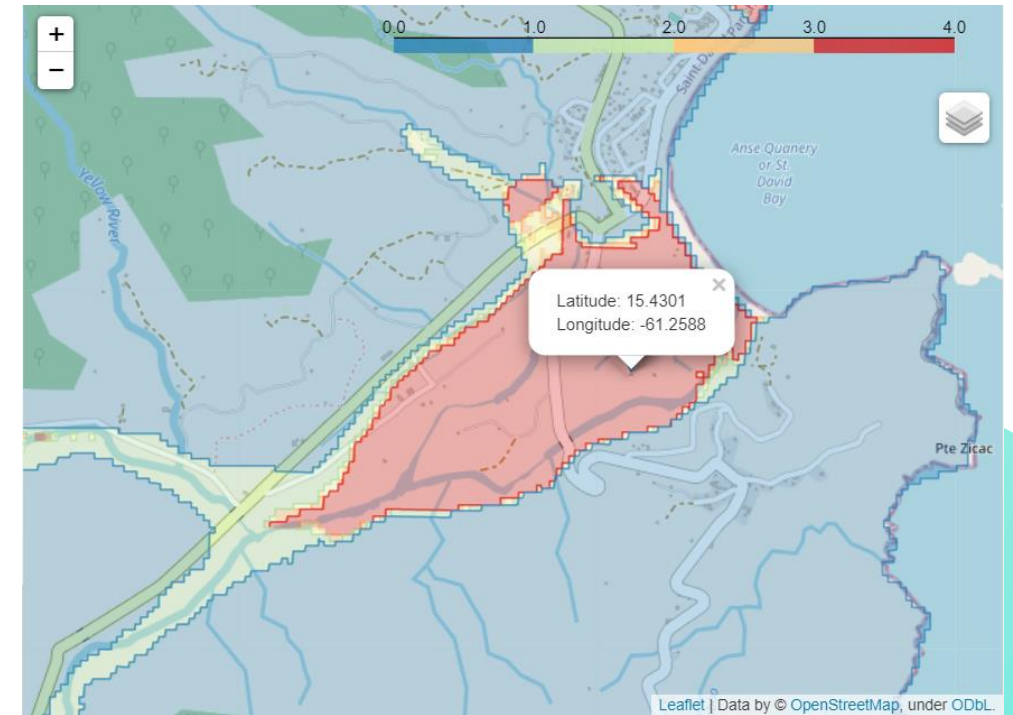 +
−
0.0 1.0 2.0 3.0 4.0
Saint David Par
Anse Quanery
or St.
David
Bay
Yellow River
×
Latitude: 15.4301
Longitude: -61.2588
Pte Zicac
Leaflet | Data by © OpenStreetMap, under ODbL.